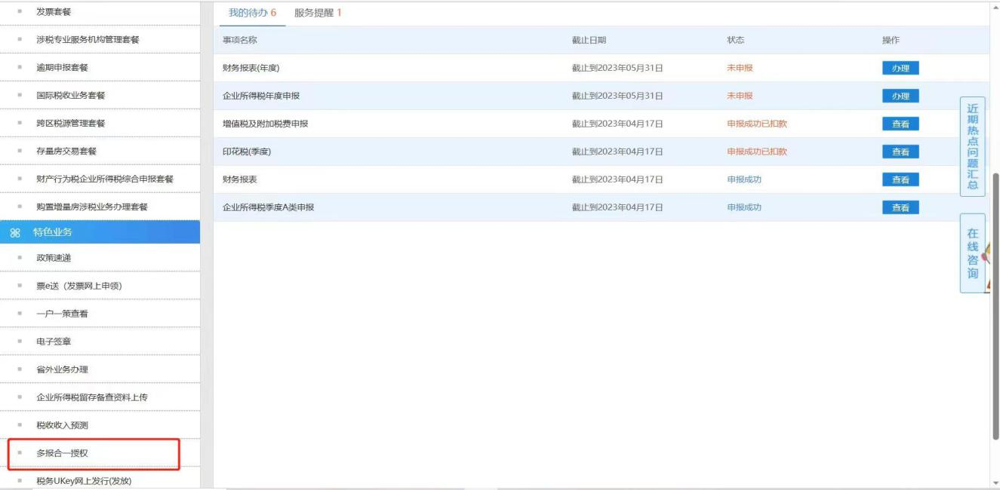 发票套餐
涉税专业服务机构管理套餐
逾期申报套餐
国际税收业务套餐
跨区税源管理套餐
存量房交易套餐
财产行为税企业所得税综合申报套餐
购置增量房涉税业务办理套餐
特色业务
政策速递
票e送（发票网上申领）
一户一策查看
电子签章
省外业务办理
企业所得税留存备查资料上传
税收收入预测
多报合一授权
税务UKey网上发行(发放)
我的待办 6 服务提醒 1
事项名称 截止日期 状态 操作
财务报表(年度) 截止到2023年05月31日 未申报 办理
企业所得税年度申报 截止到2023年05月31日 未申报 办理
增值税及附加税费申报 截止到2023年04月17日 申报成功已扣款 查看
印花税(季度) 截止到2023年04月17日 申报成功已扣款 查看
财务报表 截止到2023年04月17日 申报成功 查看
企业所得税季度A类申报 截止到2023年04月17日 申报成功 查看
近期热点问题汇总
在线咨询